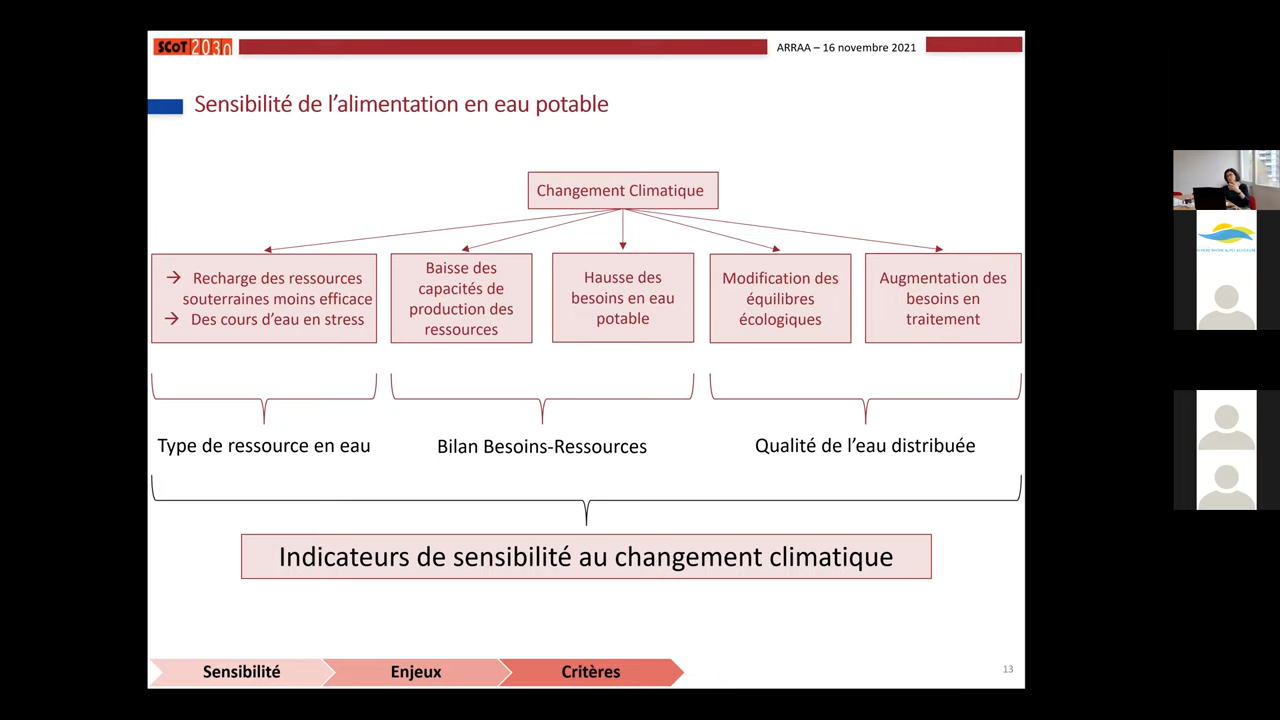 SCOT 2030
ARRAA – 16 novembre 2021
Sensibilité de l'alimentation en eau potable
Changement Climatique
→ Recharge des ressources
souterraines moins efficace
→ Des cours d'eau en stress
Baisse des
capacités de
production des
ressources
Hausse des
besoins en eau
potable
Modification des
équilibres
écologiques
Augmentation des
besoins en
traitement
Type de ressource en eau
Bilan Besoins-Ressources
Qualité de l'eau distribuée
Indicateurs de sensibilité au changement climatique
Sensibilité
Enjeux
Critères
13